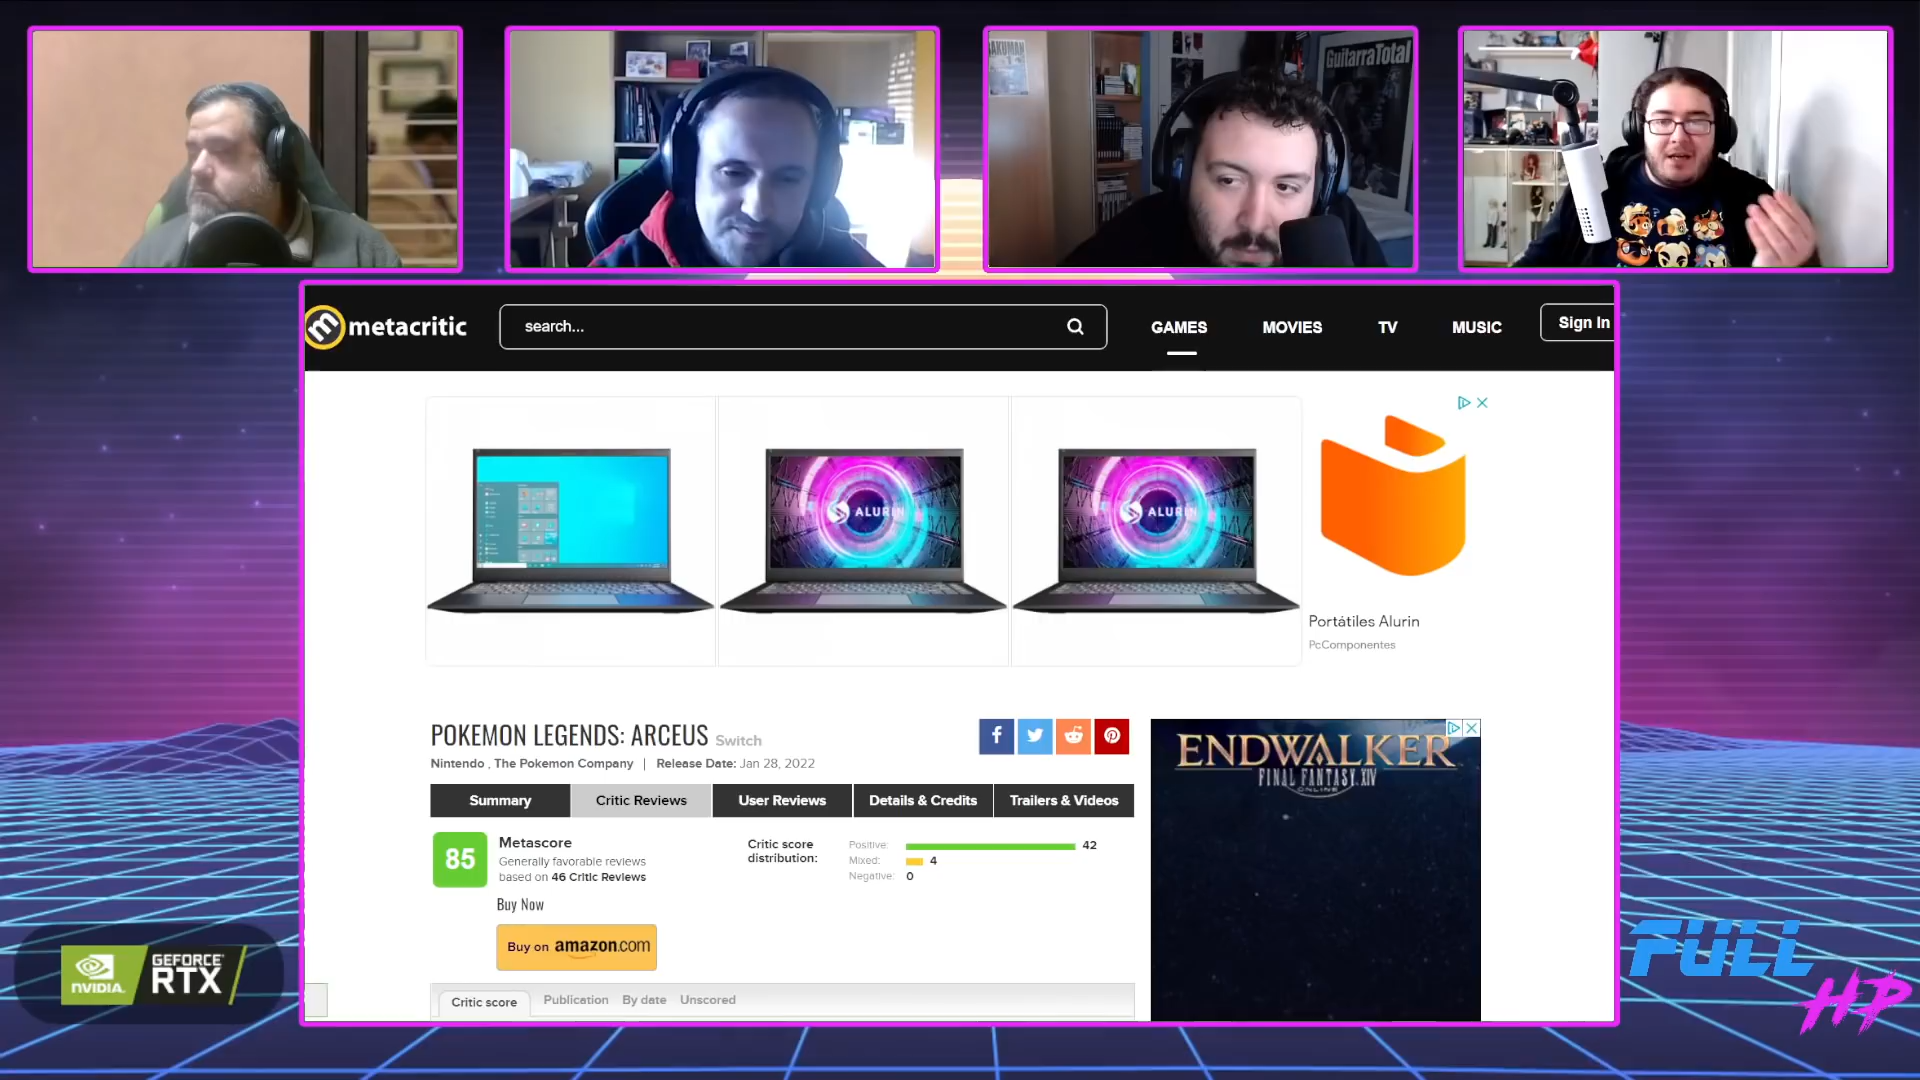 AKUMAN
GuitarraTotal
metacritic
search...
GAMES
MOVIES
TV
MUSIC
Sign In
ALURIN
ALURIN
Portátiles Alurin
PcComponentes
POKEMON LEGENDS: ARCEUS Switch
Nintendo , The Pokemon Company | Release Date: Jan 28, 2022
Summary
Critic Reviews
User Reviews
Details & Credits
Trailers & Videos
85
Metascore
Generally favorable reviews
based on 46 Critic Reviews
Critic score
distribution:
Positive: 42
Mixed: 4
Negative: 0
Buy Now
Buy on amazon.com
Critic score
Publication
By date
Unscored
ENDWALKER
FINAL FANTASY XIV
ONLINE
NVIDIA.
GEFORCE
RTX
FULL
HP